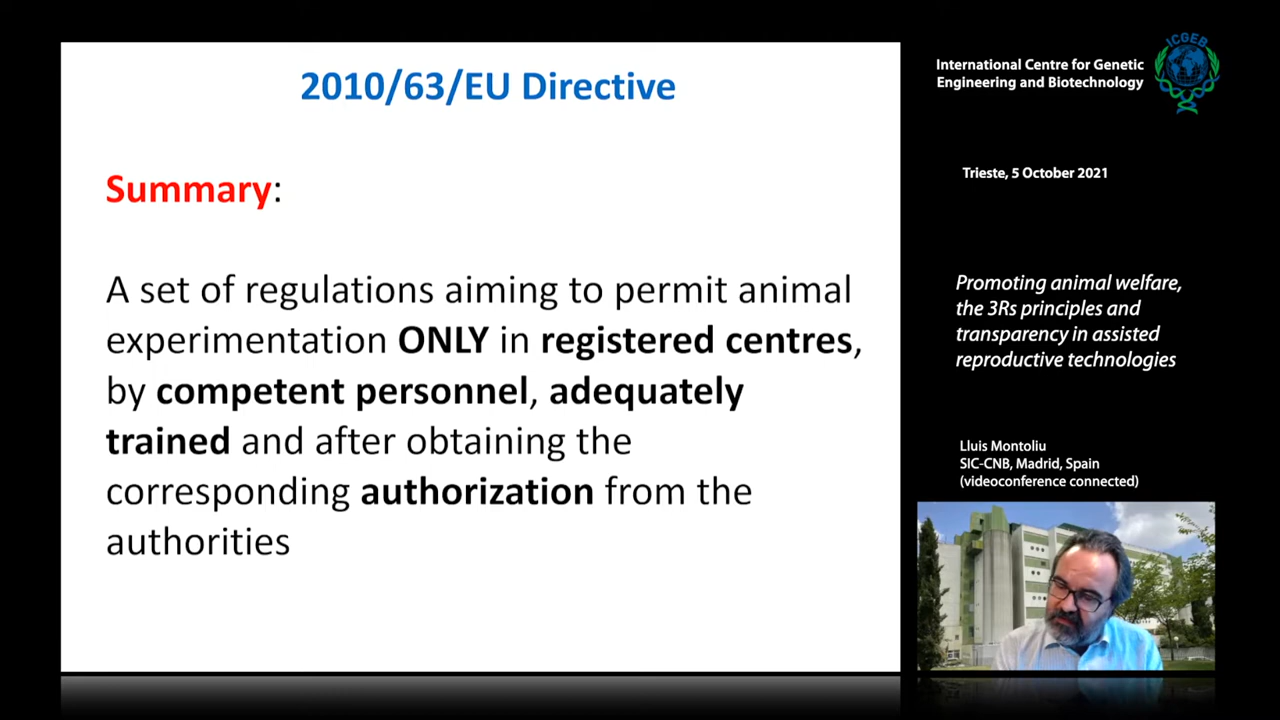 2010/63/EU Directive
Summary:
A set of regulations aiming to permit animal
experimentation ONLY in registered centres,
by competent personnel, adequately
trained and after obtaining the
corresponding authorization from the
authorities
International Centre for Genetic
Engineering and Biotechnology
ICGEB
Trieste, 5 October 2021
Promoting animal welfare,
the 3Rs principles and
transparency in assisted
reproductive technologies
Lluis Montoliu
SIC-CNB, Madrid, Spain
(videoconference connected)